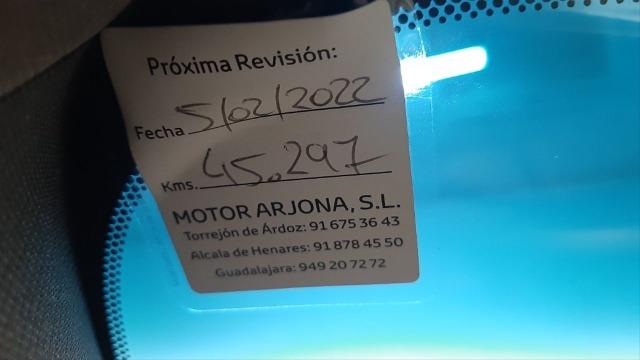 Próxima Revisión:
Fecha 5/02/2022
Kms. 45.297
MOTOR ARJONA, S.L.
Torrejón de Árdoz: 91 675 36 43
Alcala de Henares: 91 878 45 50
Guadalajara: 949 20 72 72